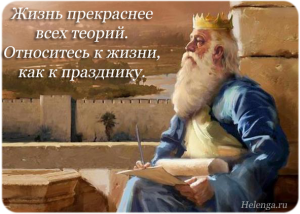 Жизнь прекраснее
всех теорий.
Относитесь к жизни,
как к празднику.
Helenga.ru